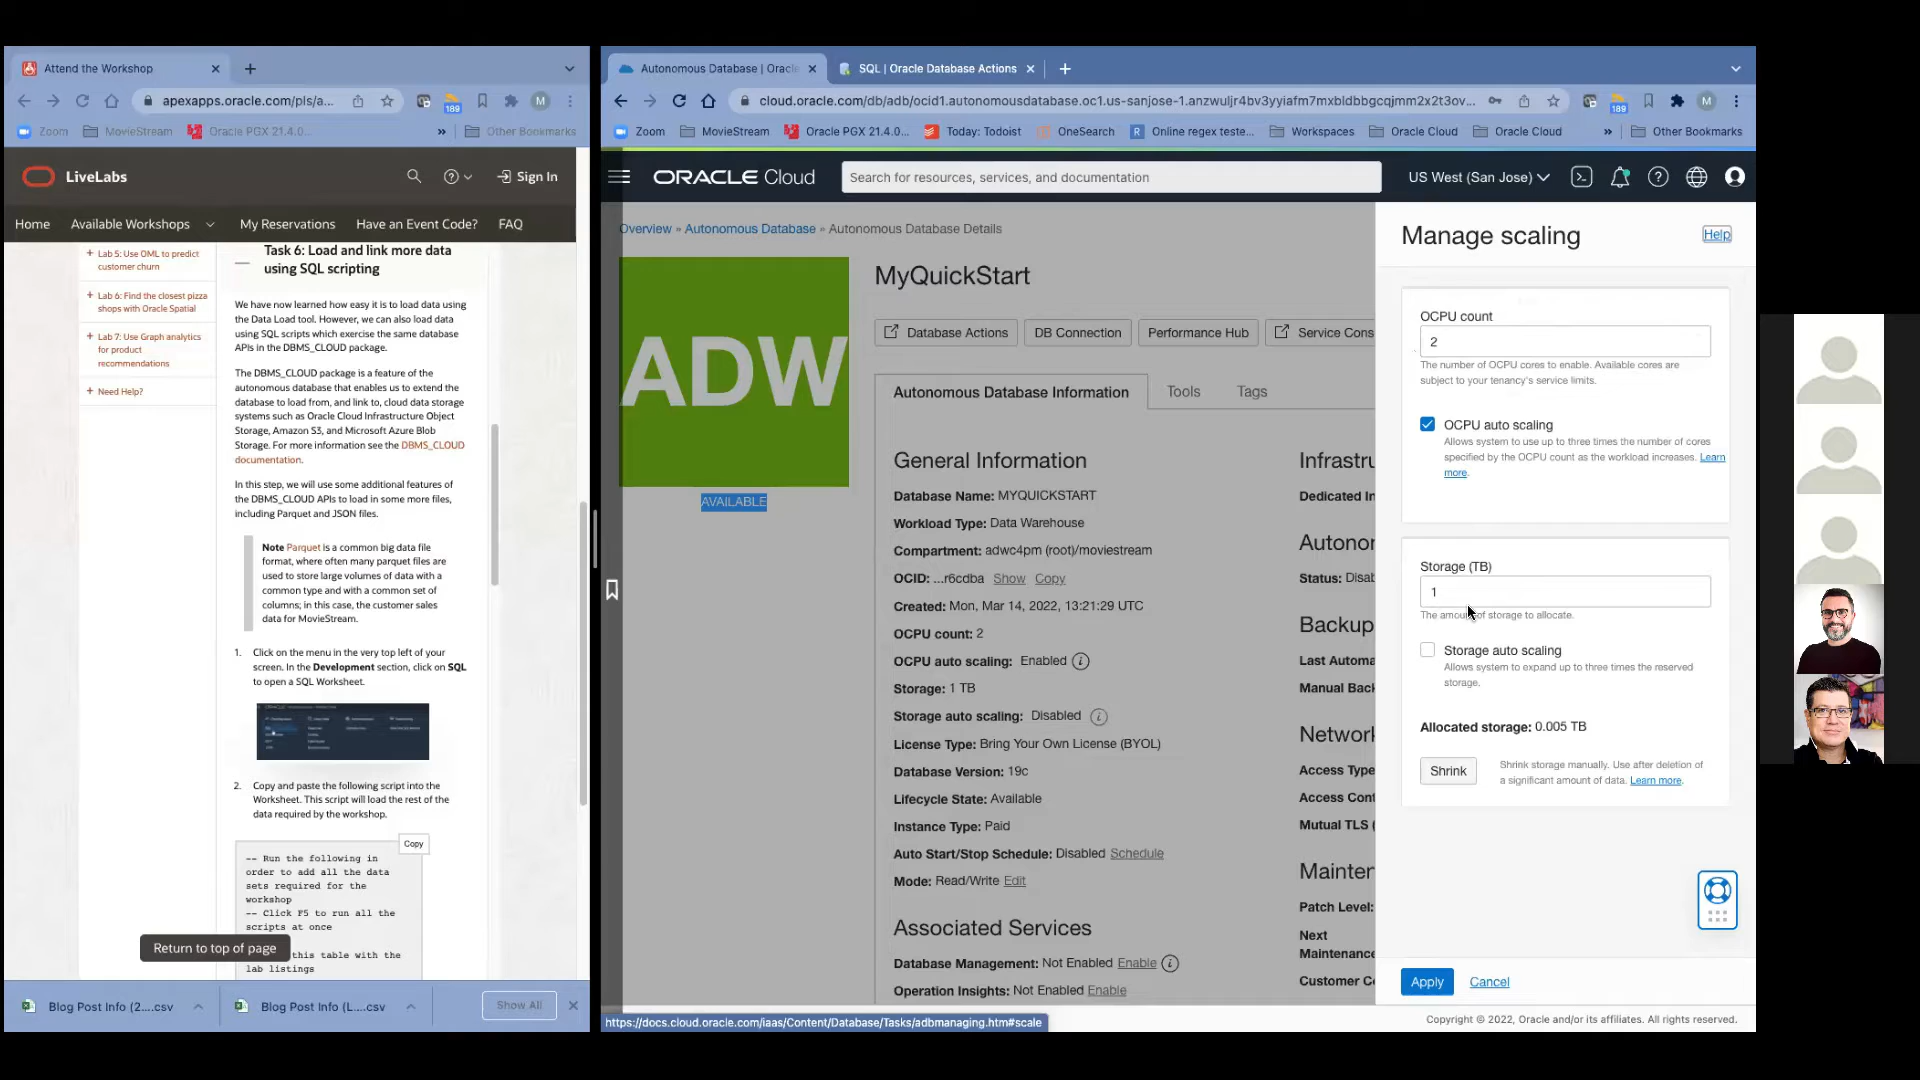 Attend the Workshop
apexapps.oracle.com/pls/a...
189
M
Zoom
MovieStream
Oracle PGX 21.4.0...
»
Other Bookmarks
LiveLabs
Sign In
Home
Available Workshops
My Reservations
Have an Event Code?
FAQ
+ Lab 5: Use OML to predict
customer churn
+ Lab 6: Find the closest pizza
shops with Oracle Spatial
+ Lab 7: Use Graph analytics
for product
recommendations
+ Need Help?
Task 6: Load and link more data
using SQL scripting
We have now learned how easy it is to load data using
the Data Load tool. However, we can also load data
using SQL scripts which exercise the same database
APIs in the DBMS_CLOUD package.
The DBMS_CLOUD package is a feature of the
autonomous database that enables us to extend the
database to load from, and link to, cloud data storage
systems such as Oracle Cloud Infrastructure Object
Storage, Amazon S3, and Microsoft Azure Blob
Storage. For more information see the DBMS_CLOUD
documentation.
In this step, we will use some additional features of
the DBMS_CLOUD APIs to load in some more files,
including Parquet and JSON files.
Note Parquet is a common big data file
format, where often many parquet files are
used to store large volumes of data with a
common type and with a common set of
columns; in this case, the customer sales
data for MovieStream.
1. Click on the menu in the very top left of your
screen. In the Development section, click on SQL
to open a SQL Worksheet.
2. Copy and paste the following script into the
Worksheet. This script will load the rest of the
data required by the workshop.
Copy
-- Run the following in
order to add all the data
sets required for the
workshop
-- Click F5 to run all the
scripts at once
this table with the
lab listings
Return to top of page
Blog Post Info (2....csv
Blog Post Info (L....csv
Show All
Autonomous Database | Oracle
SQL | Oracle Database Actions
cloud.oracle.com/db/adb/ocid1.autonomousdatabase.oc1.us-sanjose-1.anzwuljr4bv3yyiafm7mxbldbbgcqjmm2x2t3ov...
189
M
Zoom
MovieStream
Oracle PGX 21.4.0...
Today: Todoist
OneSearch
Online regex teste...
Workspaces
Oracle Cloud
Oracle Cloud
»
Other Bookmarks
ORACLE Cloud
Search for resources, services, and documentation
US West (San Jose)
Overview » Autonomous Database » Autonomous Database Details
ADW
AVAILABLE
MyQuickStart
Database Actions
DB Connection
Performance Hub
Service Cons
Autonomous Database Information
Tools
Tags
General Information
Database Name: MYQUICKSTART
Workload Type: Data Warehouse
Compartment: adwc4pm (root)/moviestream
OCID: ...r6cdba Show Copy
Created: Mon, Mar 14, 2022, 13:21:29 UTC
OCPU count: 2
OCPU auto scaling: Enabled
Storage: 1 TB
Storage auto scaling: Disabled
License Type: Bring Your Own License (BYOL)
Database Version: 19c
Lifecycle State: Available
Instance Type: Paid
Auto Start/Stop Schedule: Disabled Schedule
Mode: Read/Write Edit
Associated Services
Database Management: Not Enabled Enable
Operation Insights: Not Enabled Enable
Infrastru
Dedicated In
Autonor
Status: Disab
Backup
Last Automa
Manual Back
Network
Access Type
Access Cont
Mutual TLS (
Mainter
Patch Level:
Next
Maintenance
Customer Co
Manage scaling
Help
OCPU count
2
The number of OCPU cores to enable. Available cores are
subject to your tenancy's service limits.
OCPU auto scaling
Allows system to use up to three times the number of cores
specified by the OCPU count as the workload increases. Learn
more.
Storage (TB)
1
The amount of storage to allocate.
Storage auto scaling
Allows system to expand up to three times the reserved
storage.
Allocated storage: 0.005 TB
Shrink
Shrink storage manually. Use after deletion of
a significant amount of data. Learn more.
Apply
Cancel
https://docs.cloud.oracle.com/iaas/Content/Database/Tasks/adbmanaging.htm#scale
Copyright © 2022, Oracle and/or its affiliates. All rights reserved.